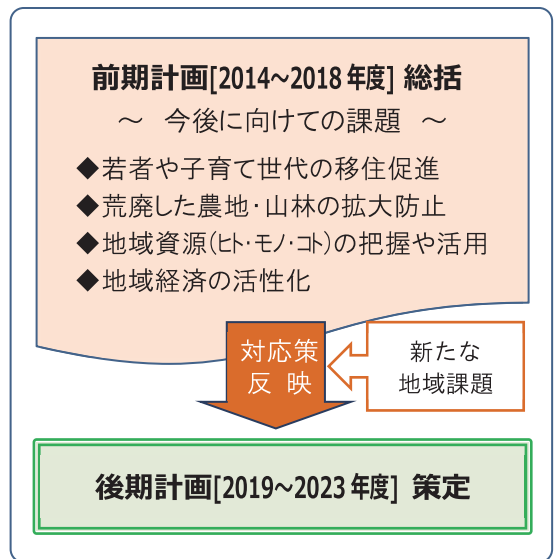 前期計画[2014～2018年度] 総括
～ 今後に向けての課題 ～
◆若者や子育て世代の移住促進
◆荒廃した農地・山林の拡大防止
◆地域資源(ヒト・モノ・コト)の把握や活用
◆地域経済の活性化
対応策
反 映
新たな
地域課題
後期計画[2019～2023年度] 策定